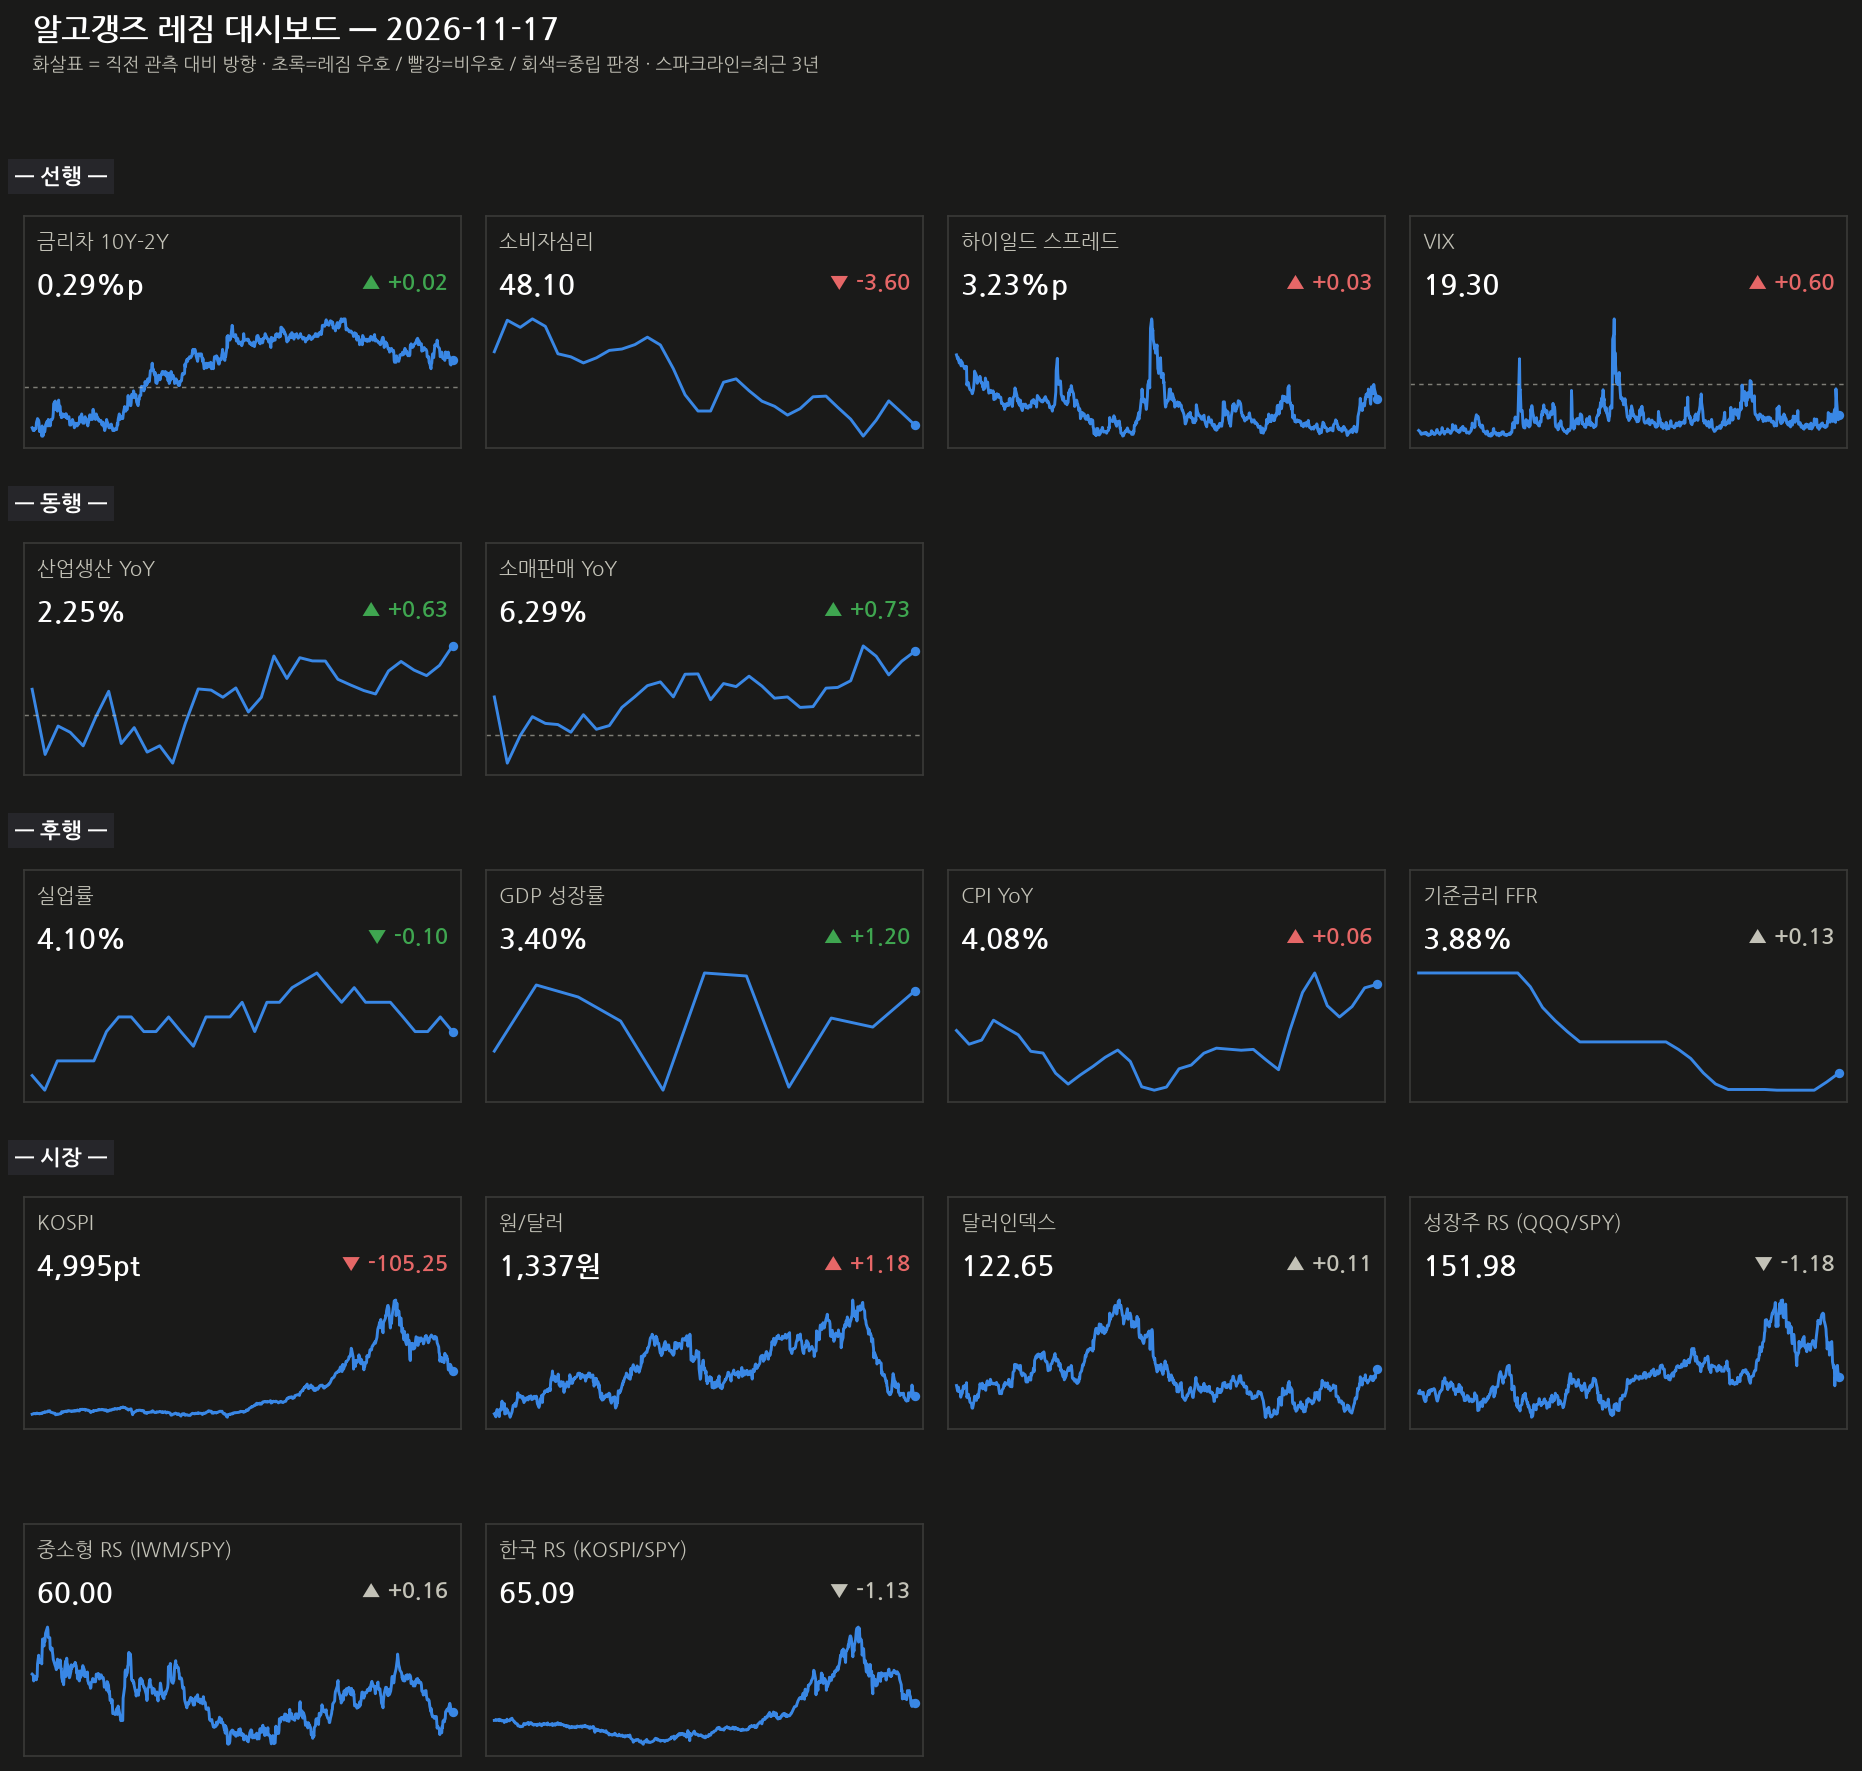 알고갱즈 레짐 대시보드 — 2026-11-17
화살표 = 직전 관측 대비 방향 · 초록=레짐 우호 / 빨강=비우호 / 회색=중립 판정 · 스파크라인=최근 3년
— 선행 —
금리차 10Y-2Y
0.29%p ▲ +0.02
소비자심리
48.10 ▼ -3.60
하이일드 스프레드
3.23%p ▲ +0.03
VIX
19.30 ▲ +0.60
— 동행 —
산업생산 YoY
2.25% ▲ +0.63
소매판매 YoY
6.29% ▲ +0.73
— 후행 —
실업률
4.10% ▼ -0.10
GDP 성장률
3.40% ▲ +1.20
CPI YoY
4.08% ▲ +0.06
기준금리 FFR
3.88% ▲ +0.13
— 시장 —
KOSPI
4,995pt ▼ -105.25
원/달러
1,337원 ▲ +1.18
달러인덱스
122.65 ▲ +0.11
성장주 RS (QQQ/SPY)
151.98 ▼ -1.18
중소형 RS (IWM/SPY)
60.00 ▲ +0.16
한국 RS (KOSPI/SPY)
65.09 ▼ -1.13